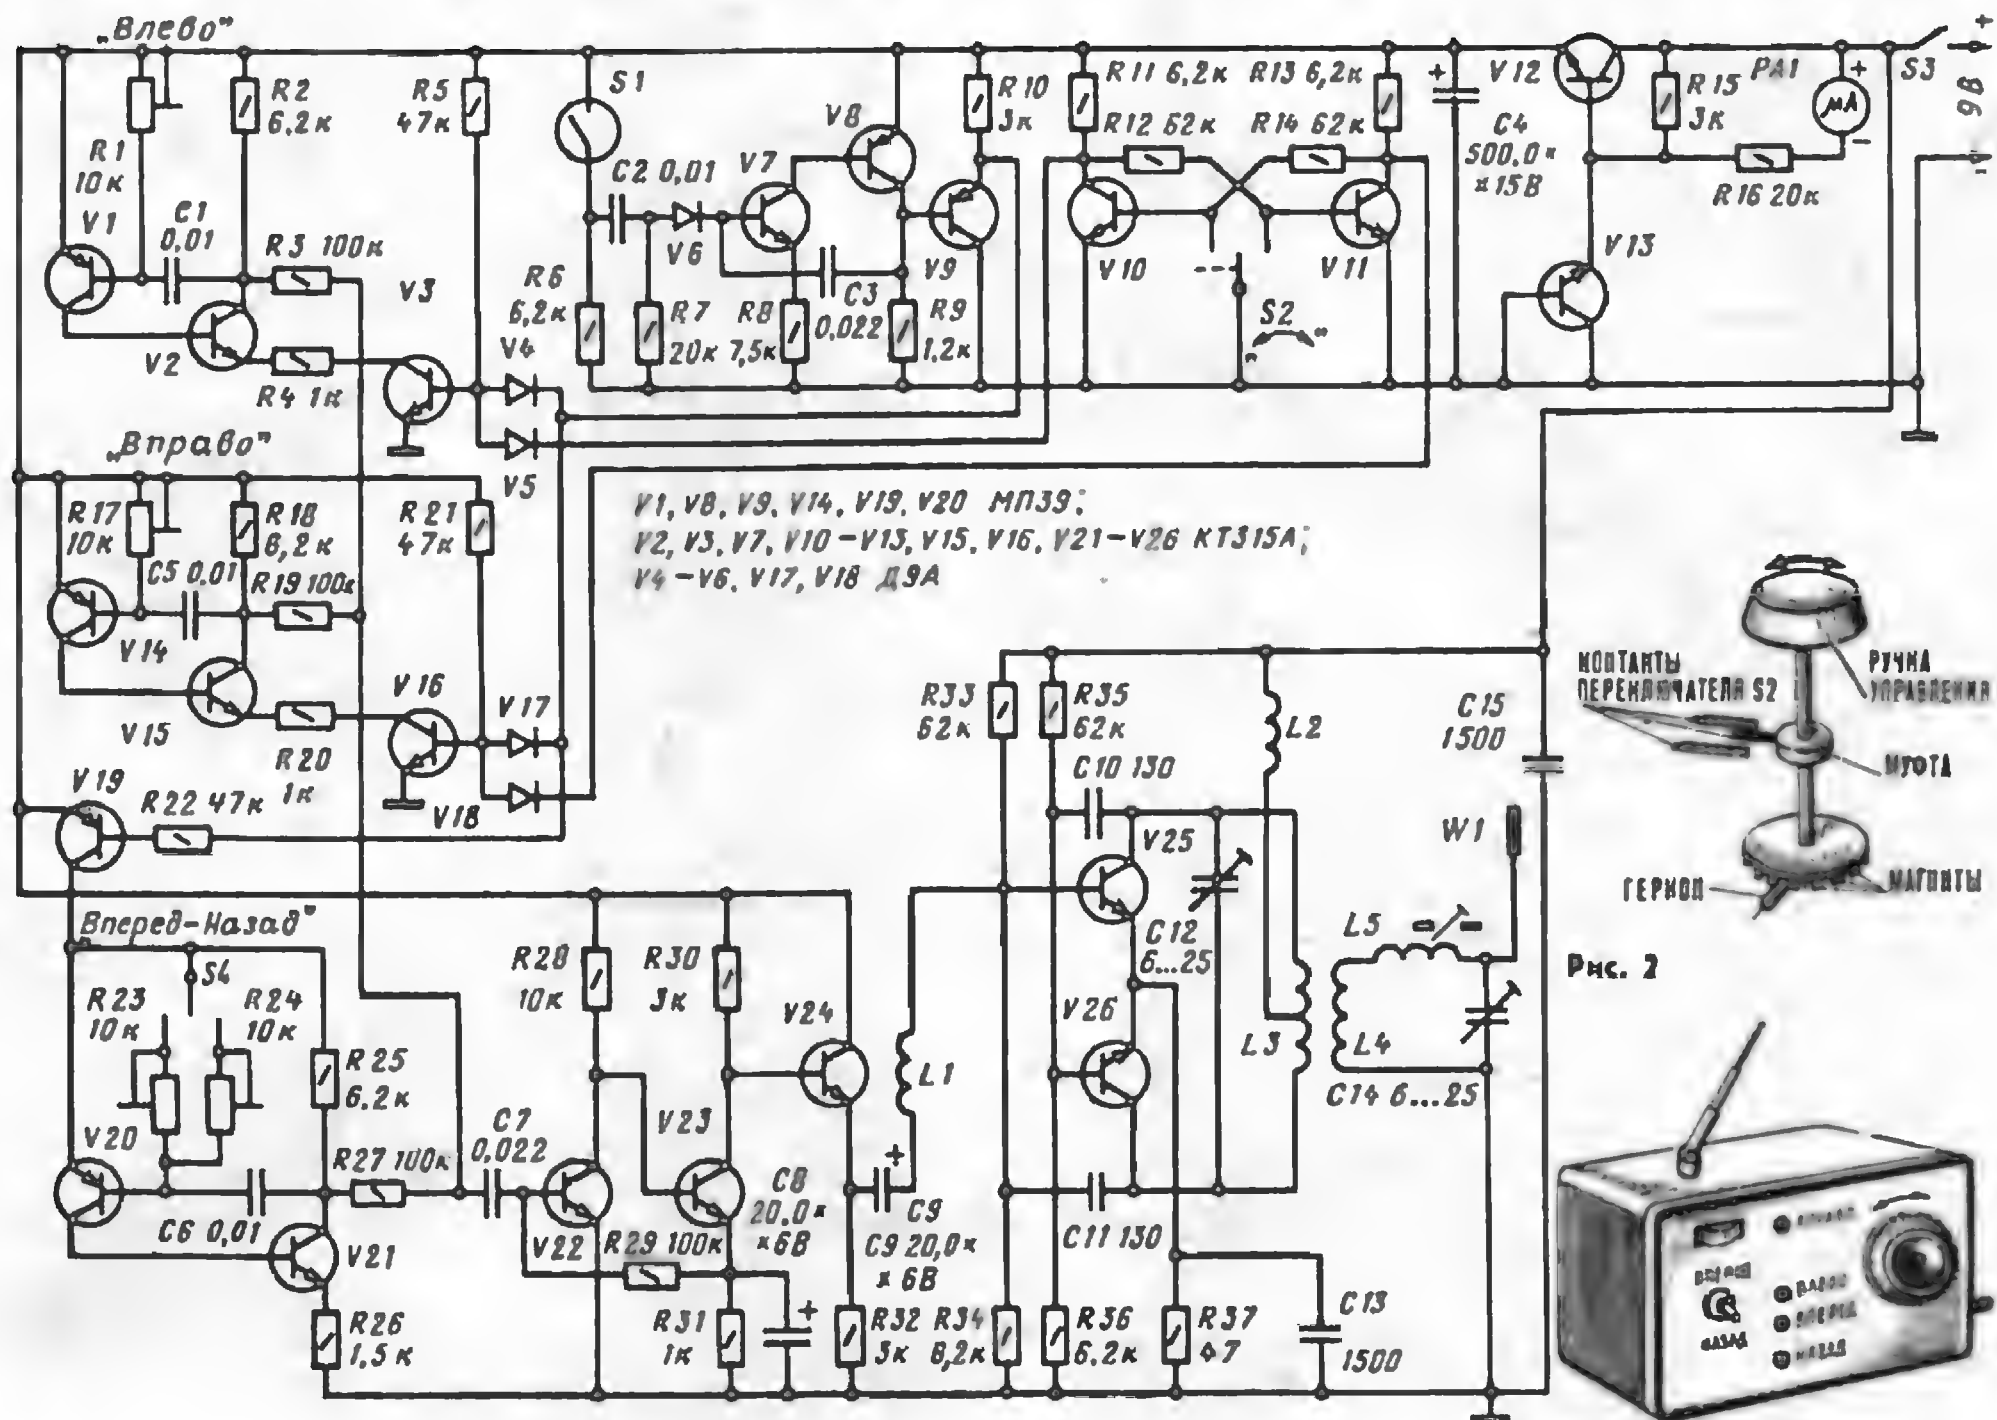 „Влево”
R1
10к
R2
6,2к
R5
47к
S1
V1
C1
0,01
R3 100к
V2
R4 1к
V3
C2 0,01
V6
R6
6,2к
R7
20к
R8
7,5к
V7
V8
C3
0,022
V9
R9
1,2к
R10
3к
R11 6,2к
R12 62к
R13 6,2к
R14 62к
V10
V11
S2
„ ”
+
C4
500,0×
×15В
V12
R15
3к
PA1
+
μA
−
R16 20к
V13
S3
+
9В
-
V4
V5
„Вправо”
R17
10к
R18
6,2к
R21
47к
C5 0,01
R19 100к
V14
V15
R20
1к
V16
V17
V18
V1, V8, V9, V14, V19, V20 МП39;
V2, V3, V7, V10–V13, V15, V16, V21–V26 КТ315А;
V4–V6, V17, V18 Д9А
V19
R22 47к
„Вперед-Назад”
S4
R23
10к
R24
10к
R25
6,2к
V20
C6 0,01
V21
R26
1,5к
R27 100к
C7
0,022
V22
R28
10к
R29 100к
V23
R30
3к
R31
1к
C8
20,0×
×6В
+
V24
+
C9
C9 20,0×
×6В
R32
3к
L1
R33
62к
R35
62к
C10 130
V25
C12
6...25
V26
C11 130
R34
8,2к
R36
6,2к
R37
47
C13
1500
L2
L3
L4
L5
C14 6...25
W1
C15
1500
КОНТАКТЫ
ПЕРЕКЛЮЧАТЕЛЯ S2
РУЧКА
УПРАВЛЕНИЯ
МУФТА
ГЕРКОН
МАГНИТЫ
Рис. 2
ВПЕРЕД
НАЗАД
ВЛЕВО
ВПЕРЕД
НАЗАД